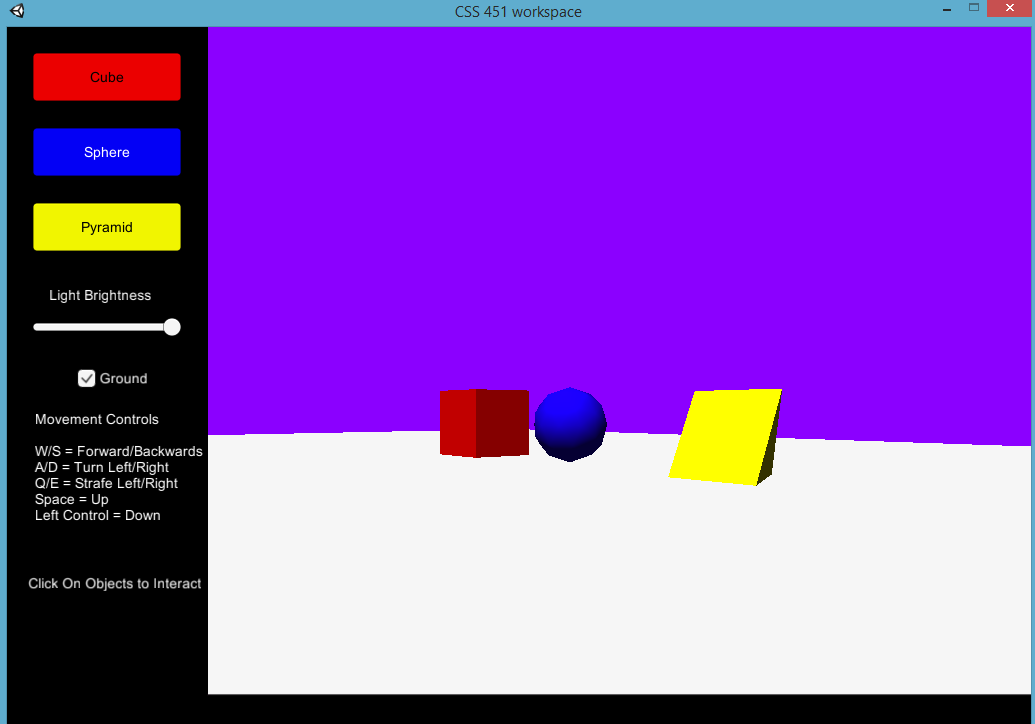 CSS 451 workspace
Cube
Sphere
Pyramid
Light Brightness
Ground
Movement Controls
W/S = Forward/Backwards
A/D = Turn Left/Right
Q/E = Strafe Left/Right
Space = Up
Left Control = Down
Click On Objects to Interact